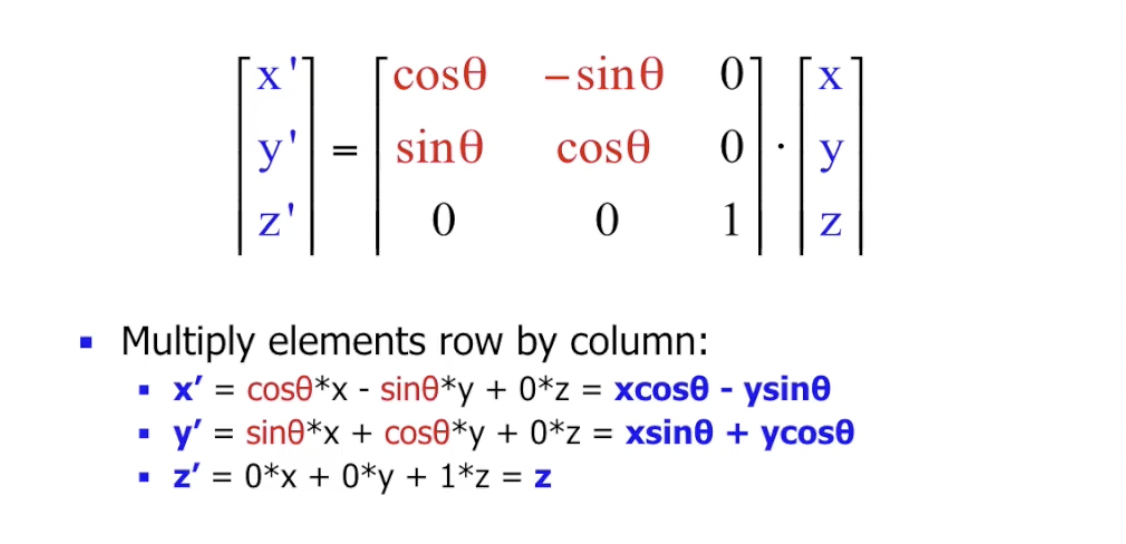 [x'] = [cosθ −sinθ 0] [x]
[y'] = [sinθ cosθ 0] · [y]
[z'] = [0 0 1] [z]
▪ Multiply elements row by column:
▪ x′ = cosθ*x - sinθ*y + 0*z = xcosθ - ysinθ
▪ y′ = sinθ*x + cosθ*y + 0*z = xsinθ + ycosθ
▪ z′ = 0*x + 0*y + 1*z = z